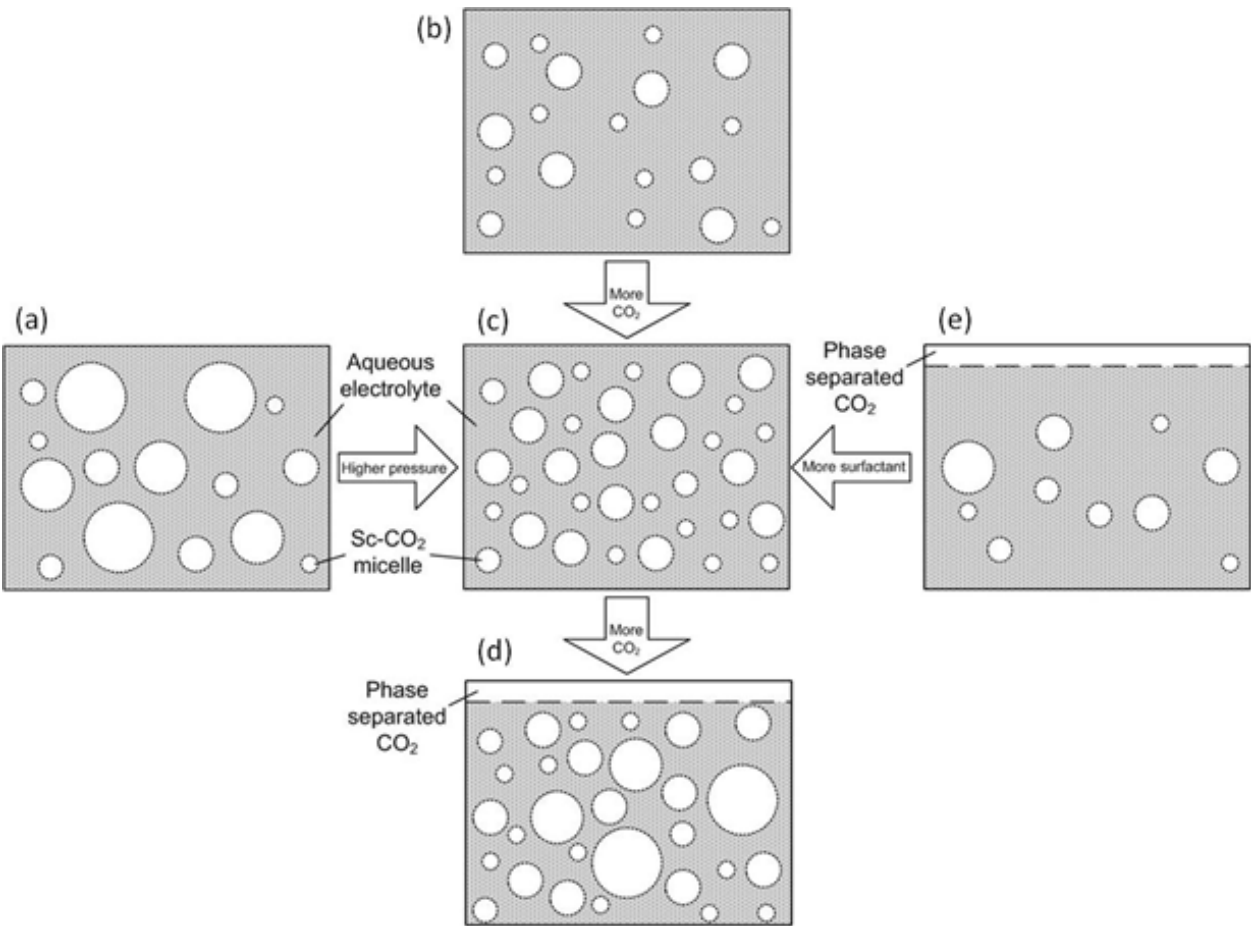 (b)
More
CO₂
(a)
Aqueous
electrolyte
(c)
Phase
separated
CO₂
(e)
Higher pressure
More surfactant
Sc-CO₂
micelle
More
CO₂
(d)
Phase
separated
CO₂